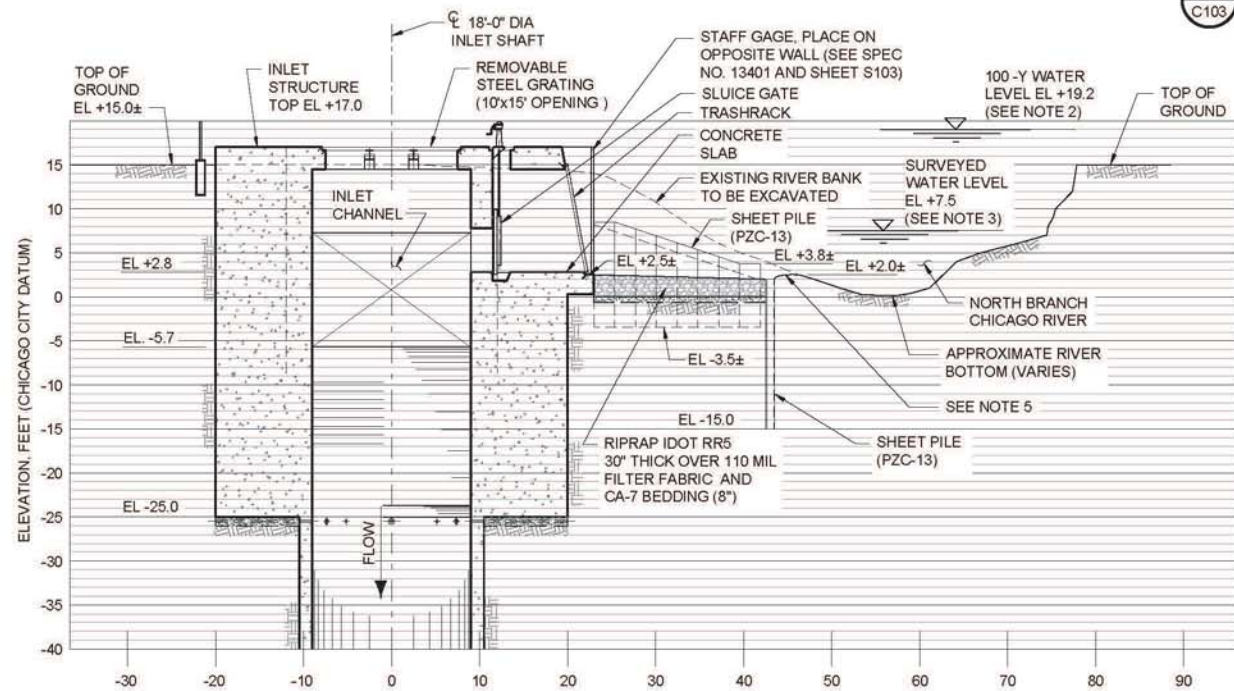 C103
℄ 18'-0" DIA
INLET SHAFT
TOP OF
GROUND
EL +15.0±
INLET
STRUCTURE
TOP EL +17.0
REMOVABLE
STEEL GRATING
(10'x15' OPENING )
STAFF GAGE, PLACE ON
OPPOSITE WALL (SEE SPEC
NO. 13401 AND SHEET S103)
SLUICE GATE
TRASHRACK
CONCRETE
SLAB
100 -Y WATER
LEVEL EL +19.2
(SEE NOTE 2)
TOP OF
GROUND
EXISTING RIVER BANK
TO BE EXCAVATED
SURVEYED
WATER LEVEL
EL +7.5
(SEE NOTE 3)
INLET
CHANNEL
SHEET PILE
(PZC-13)
EL +2.8
EL +2.5±
EL +3.8±
EL +2.0±
NORTH BRANCH
CHICAGO RIVER
EL. -5.7
EL -3.5±
APPROXIMATE RIVER
BOTTOM (VARIES)
SEE NOTE 5
EL -15.0
SHEET PILE
(PZC-13)
RIPRAP IDOT RR5
30" THICK OVER 110 MIL
FILTER FABRIC AND
CA-7 BEDDING (8")
EL -25.0
FLOW
ELEVATION, FEET (CHICAGO CITY DATUM)
15
10
5
0
-5
-10
-15
-20
-25
-30
-35
-40
-30
-20
-10
0
10
20
30
40
50
60
70
80
90